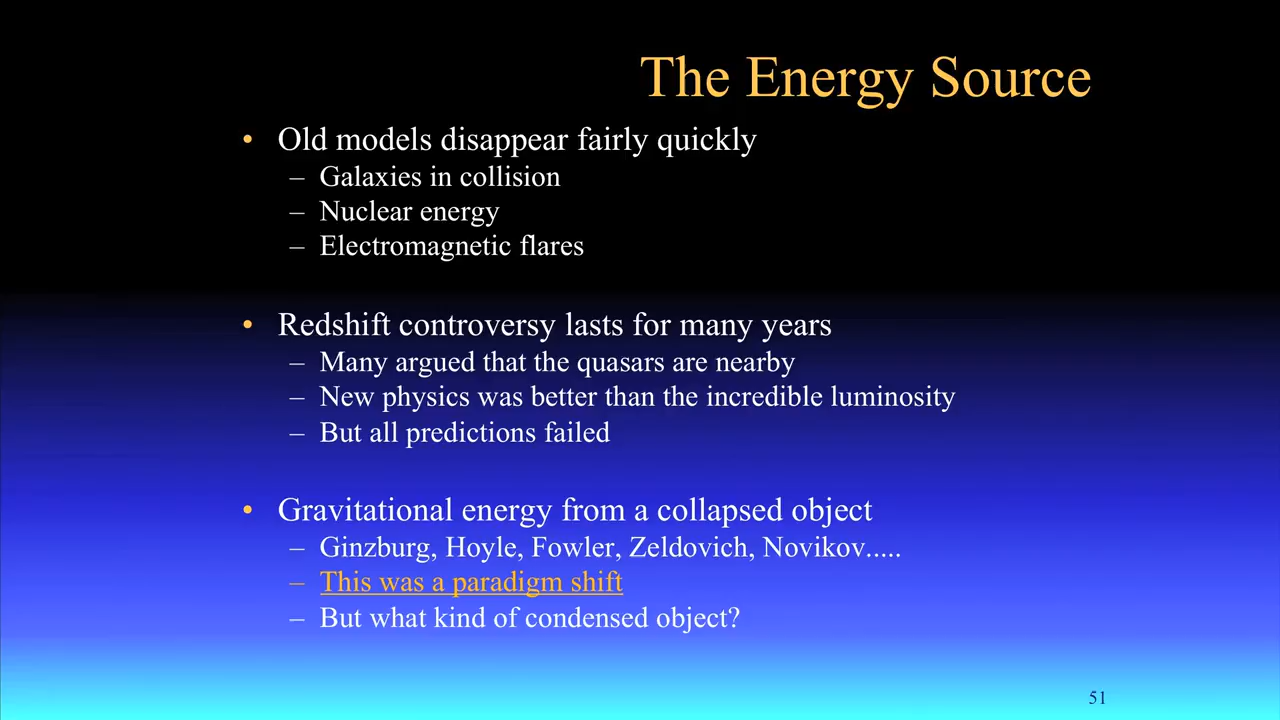 The Energy Source
• Old models disappear fairly quickly
– Galaxies in collision
– Nuclear energy
– Electromagnetic flares
• Redshift controversy lasts for many years
– Many argued that the quasars are nearby
– New physics was better than the incredible luminosity
– But all predictions failed
• Gravitational energy from a collapsed object
– Ginzburg, Hoyle, Fowler, Zeldovich, Novikov.....
– This was a paradigm shift
– But what kind of condensed object?
51